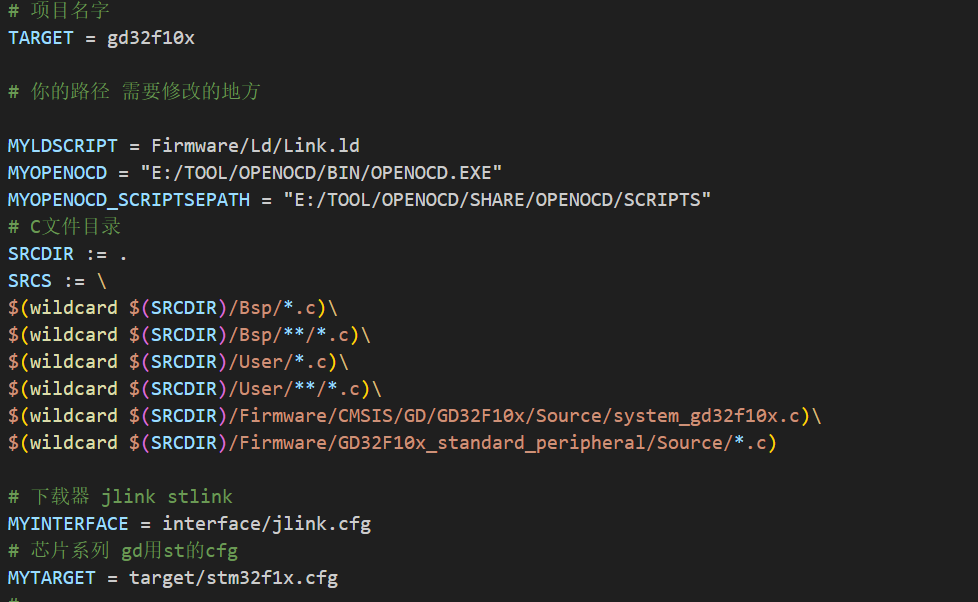 # 项目名字
TARGET = gd32f10x
# 你的路径 需要修改的地方
MYLDSCRIPT = Firmware/Ld/Link.ld
MYOPENOCD = "E:/TOOL/OPENOCD/BIN/OPENOCD.EXE"
MYOPENOCD_SCRIPTSEPATH = "E:/TOOL/OPENOCD/SHARE/OPENOCD/SCRIPTS"
# C文件目录
SRCDIR := .
SRCS := \
$(wildcard $(SRCDIR)/Bsp/*.c)\
$(wildcard $(SRCDIR)/Bsp/**/*.c)\
$(wildcard $(SRCDIR)/User/*.c)\
$(wildcard $(SRCDIR)/User/**/*.c)\
$(wildcard $(SRCDIR)/Firmware/CMSIS/GD/GD32F10x/Source/system_gd32f10x.c)\
$(wildcard $(SRCDIR)/Firmware/GD32F10x_standard_peripheral/Source/*.c)
# 下载器 jlink stlink
MYINTERFACE = interface/jlink.cfg
# 芯片系列 gd用st的cfg
MYTARGET = target/stm32f1x.cfg
#